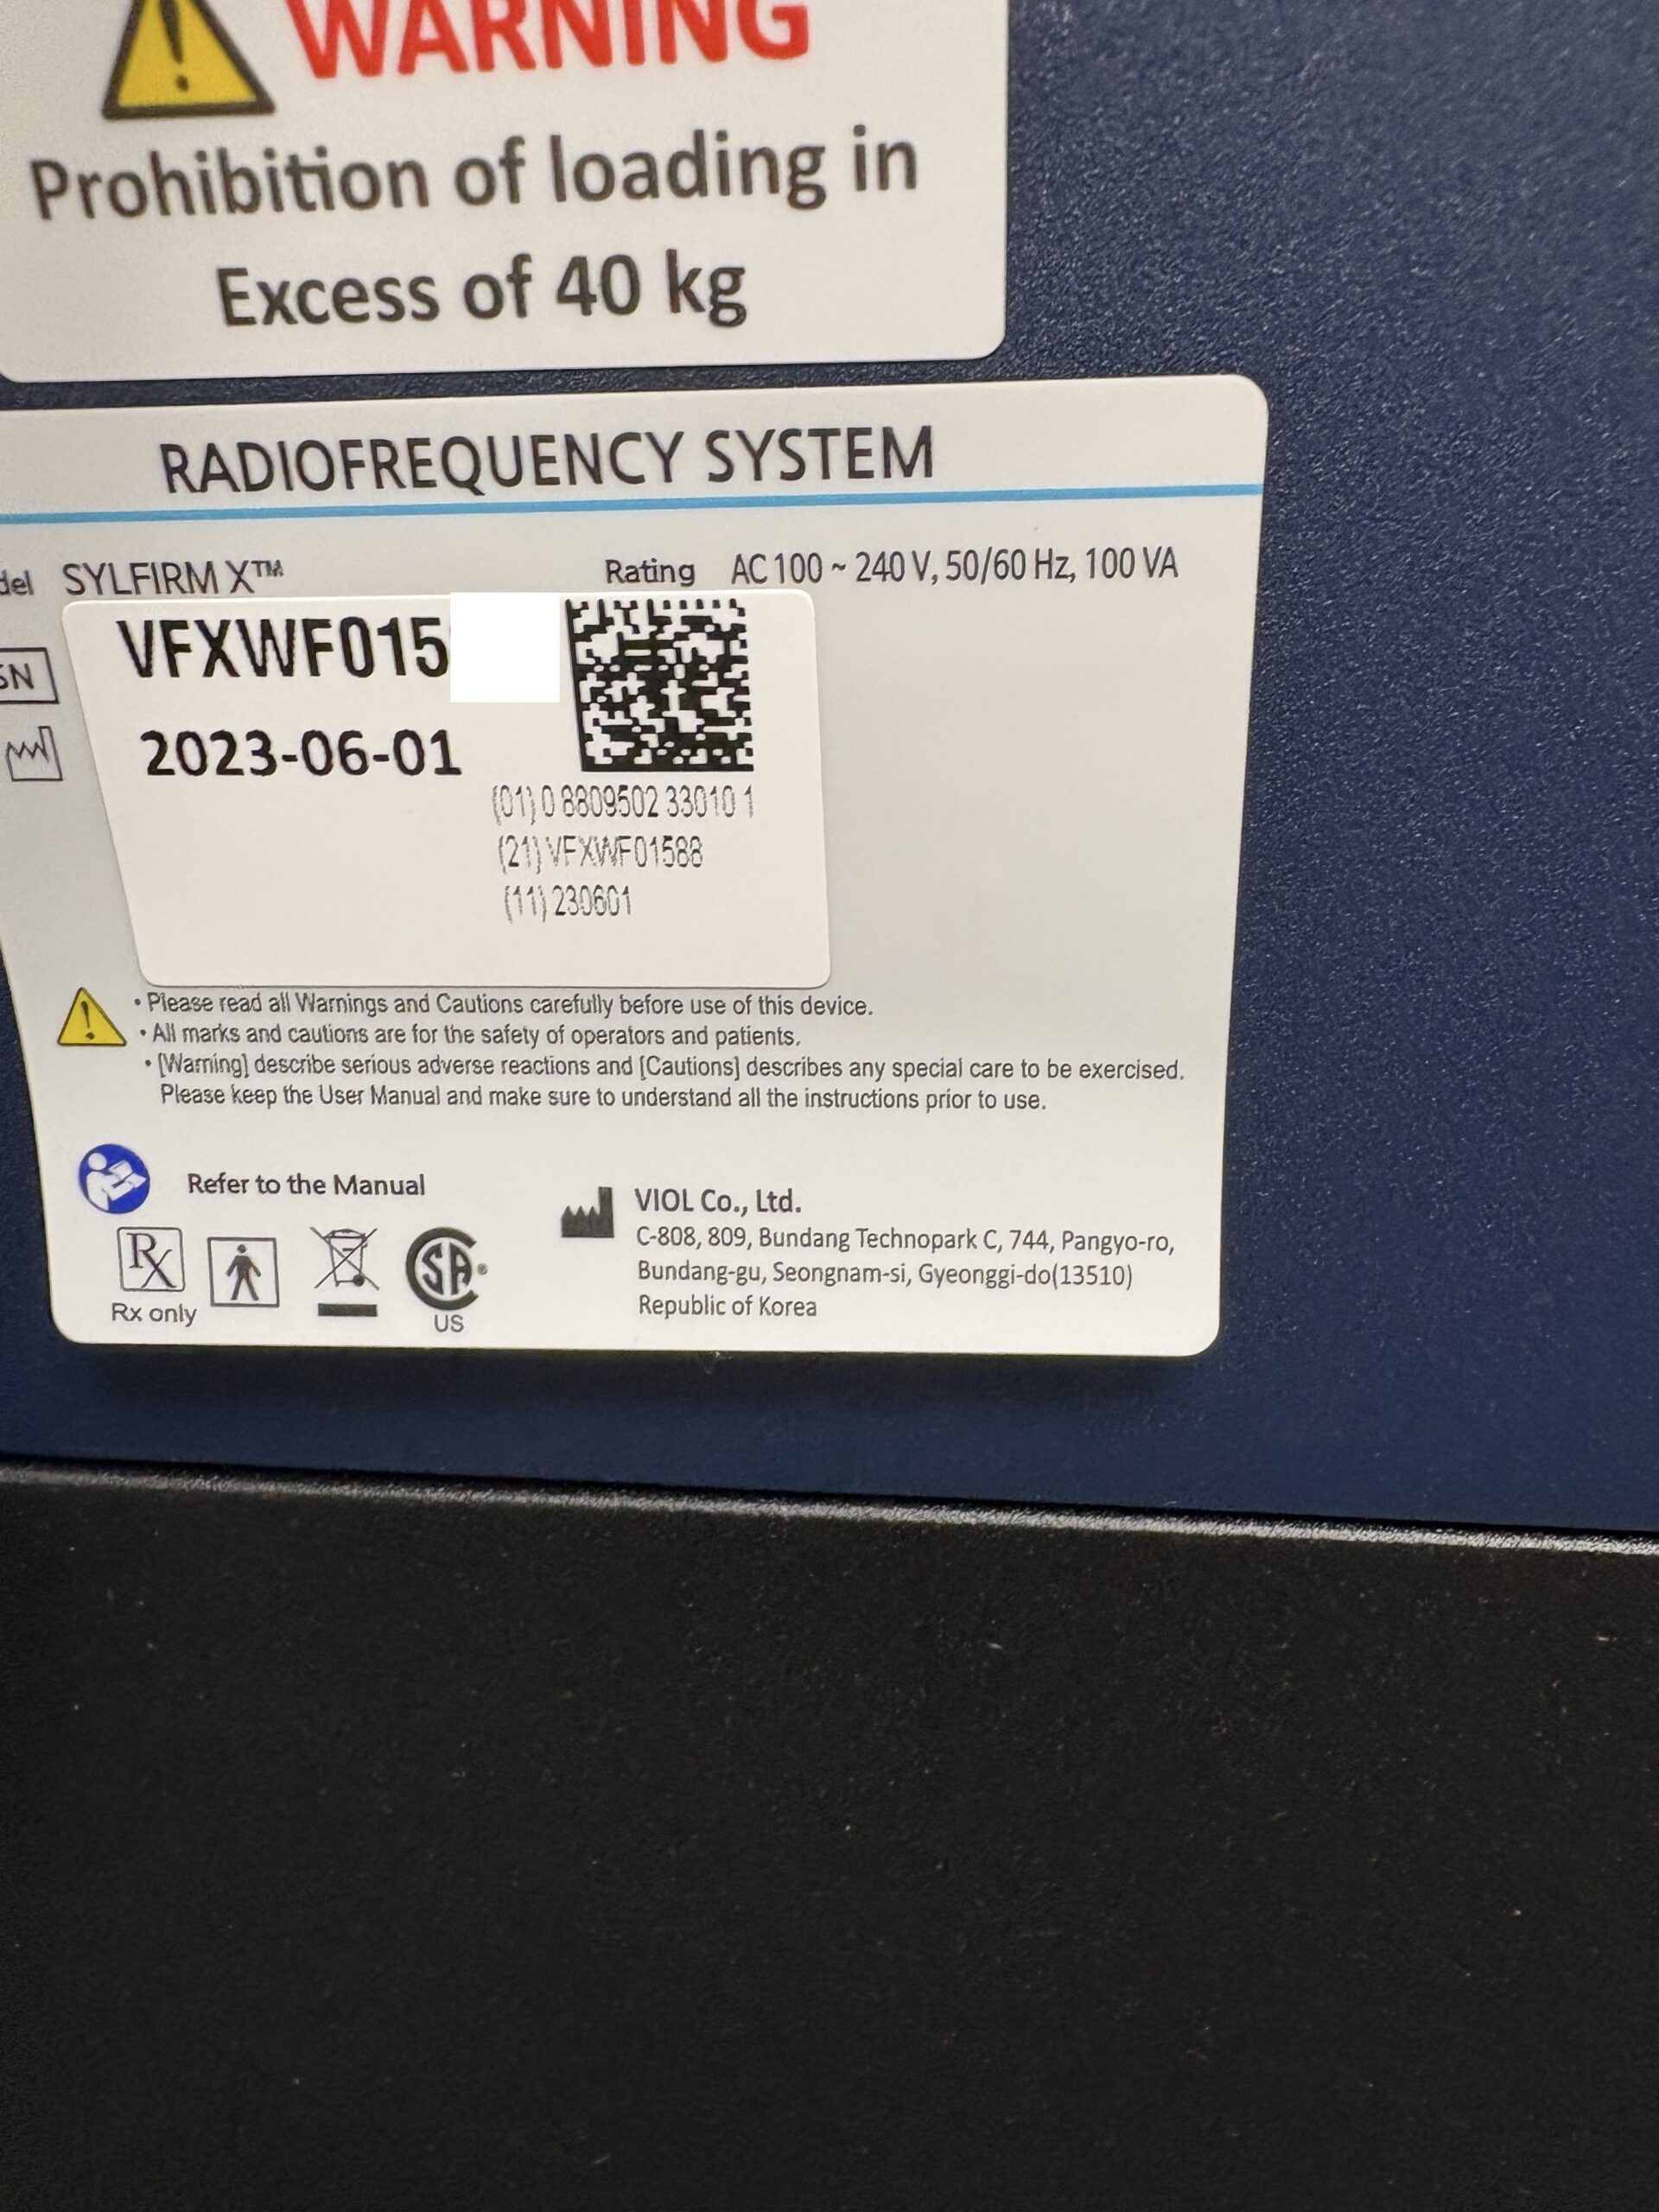 WARNING
Prohibition of loading in
Excess of 40 kg
RADIOFREQUENCY SYSTEM
del SYLFIRM X™ Rating AC 100 ~ 240 V, 50/60 Hz, 100 VA
SN VFXWF015
2023-06-01
(01) 0 8809502 33010 1
(21) VFXWF01588
(11) 230601
• Please read all Warnings and Cautions carefully before use of this device.
• All marks and cautions are for the safety of operators and patients.
• [Warning] describe serious adverse reactions and [Cautions] describes any special care to be exercised.
Please keep the User Manual and make sure to understand all the instructions prior to use.
Refer to the Manual
VIOL Co., Ltd.
C-808, 809, Bundang Technopark C, 744, Pangyo-ro,
Bundang-gu, Seongnam-si, Gyeonggi-do(13510)
Republic of Korea
Rx
Rx only
SA®
US